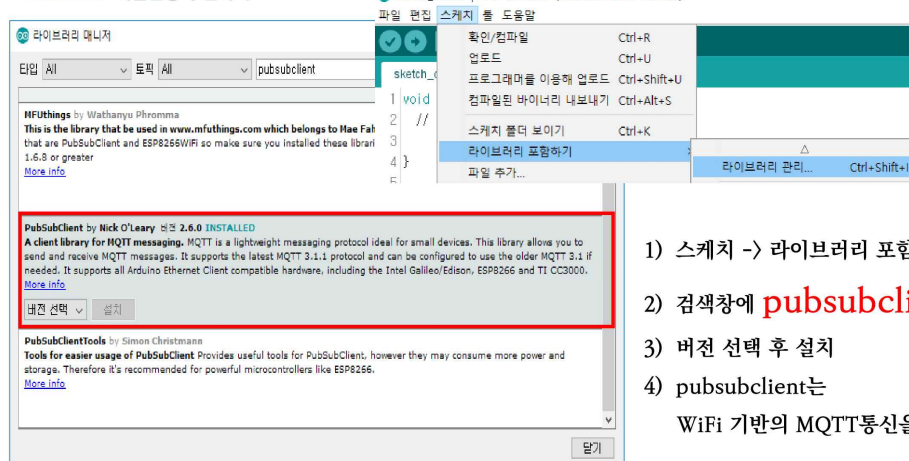 파일 편집 스케치 툴 도움말
라이브러리 매니저
타입 All 토픽 All pubsubclient
MFUthings by Wathanyu Phromma
This is the library that be used in www.mfuthings.com which belongs to Mae Fah
that are PubSubClient and ESP8266WiFi so make sure you installed these librari
1.6.8 or greater
More info
PubSubClient by Nick O'Leary 버전 2.6.0 INSTALLED
A client library for MQTT messaging. MQTT is a lightweight messaging protocol ideal for small devices. This library allows you to
send and receive MQTT messages. It supports the latest MQTT 3.1.1 protocol and can be configured to use the older MQTT 3.1 if
needed. It supports all Arduino Ethernet Client compatible hardware, including the Intel Galileo/Edison, ESP8266 and TI CC3000.
More info
버전 선택 설치
PubSubClientTools by Simon Christmann
Tools for easier usage of PubSubClient Provides useful tools for PubSubClient, however they may consume more power and
storage. Therefore it's recommended for powerful microcontrollers like ESP8266.
More info
닫기
sketch_
1 void
2 //
3
4 }
5
확인/컴파일 Ctrl+R
업로드 Ctrl+U
프로그래머를 이용해 업로드 Ctrl+Shift+U
컴파일된 바이너리 내보내기 Ctrl+Alt+S
스케치 폴더 보이기 Ctrl+K
라이브러리 포함하기
파일 추가...
라이브러리 관리... Ctrl+Shift+I
1) 스케치 -> 라이브러리 포함
2) 검색창에 pubsubcli
3) 버전 선택 후 설치
4) pubsubclient는
WiFi 기반의 MQTT통신을